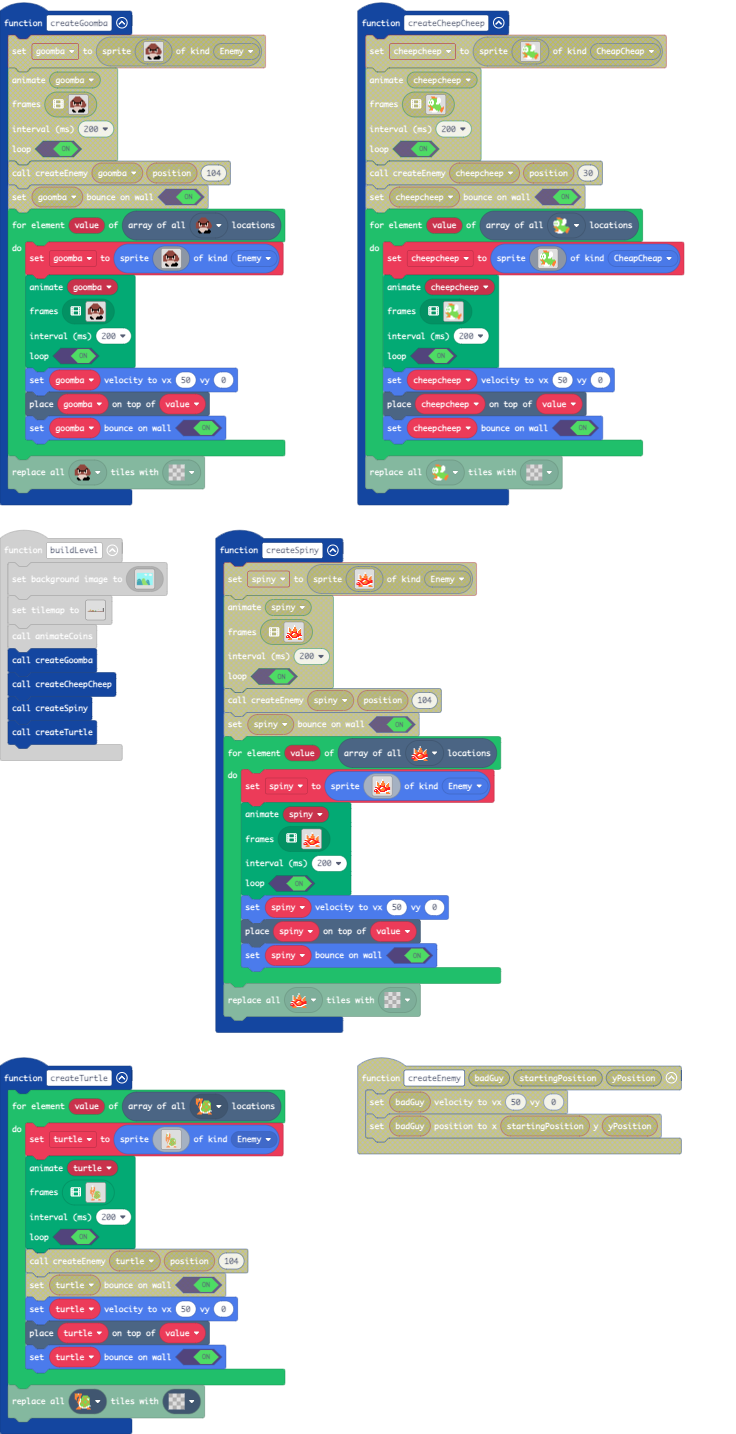 function createGoomba
set goomba to sprite of kind Enemy
animate goomba
frames
interval (ms) 200
loop ON
call createEnemy goomba position 104
set goomba bounce on wall ON
for element value of array of all locations
do
set goomba to sprite of kind Enemy
animate goomba
frames
interval (ms) 200
loop ON
set goomba velocity to vx 50 vy 0
place goomba on top of value
set goomba bounce on wall ON
replace all tiles with
function createCheepCheep
set cheepcheep to sprite of kind CheapCheap
animate cheepcheep
frames
interval (ms) 200
loop ON
call createEnemy cheepcheep position 30
set cheepcheep bounce on wall ON
for element value of array of all locations
do
set cheepcheep to sprite of kind CheapCheap
animate cheepcheep
frames
interval (ms) 200
loop ON
set cheepcheep velocity to vx 50 vy 0
place cheepcheep on top of value
set cheepcheep bounce on wall ON
replace all tiles with
function buildLevel
set background image to
set tilemap to
call animateCoins
call createGoomba
call createCheepCheep
call createSpiny
call createTurtle
function createSpiny
set spiny to sprite of kind Enemy
animate spiny
frames
interval (ms) 200
loop ON
call createEnemy spiny position 104
set spiny bounce on wall ON
for element value of array of all locations
do
set spiny to sprite of kind Enemy
animate spiny
frames
interval (ms) 200
loop ON
set spiny velocity to vx 50 vy 0
place spiny on top of value
set spiny bounce on wall ON
replace all tiles with
function createTurtle
for element value of array of all locations
do
set turtle to sprite of kind Enemy
animate turtle
frames
interval (ms) 200
loop ON
call createEnemy turtle position 104
set turtle bounce on wall ON
set turtle velocity to vx 50 vy 0
place turtle on top of value
set turtle bounce on wall ON
replace all tiles with
function createEnemy badGuy startingPosition yPosition
set badGuy velocity to vx 50 vy 0
set badGuy position to x startingPosition y yPosition